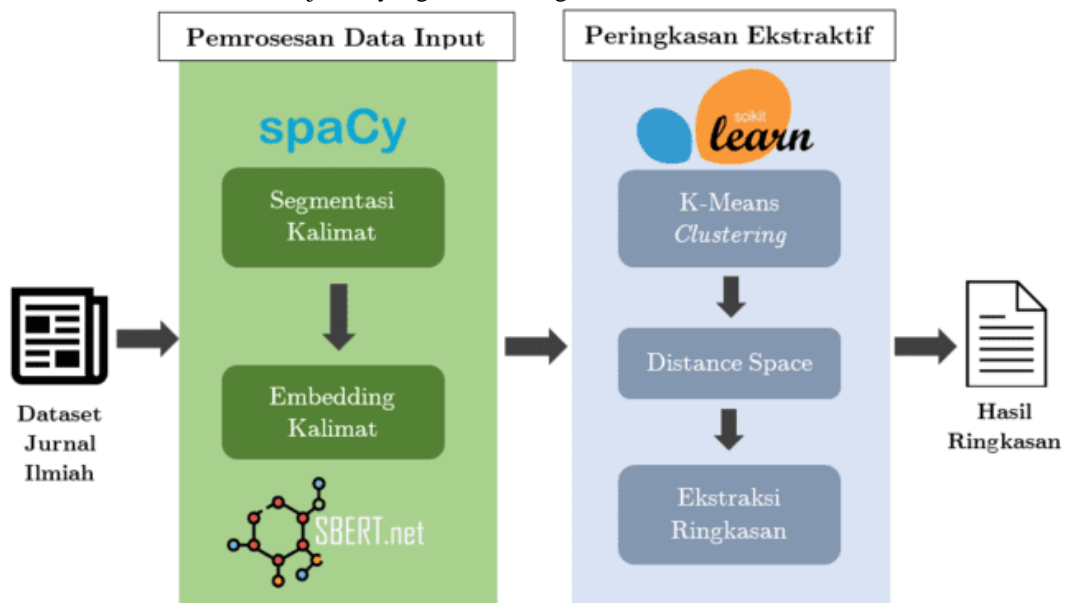 Pemrosesan Data Input
Peringkasan Ekstraktif
spaCy
Segmentasi
Kalimat
Embedding
Kalimat
SBERT.net
scikit
learn
K-Means
Clustering
Distance Space
Ekstraksi
Ringkasan
Dataset
Jurnal
Ilmiah
Hasil
Ringkasan